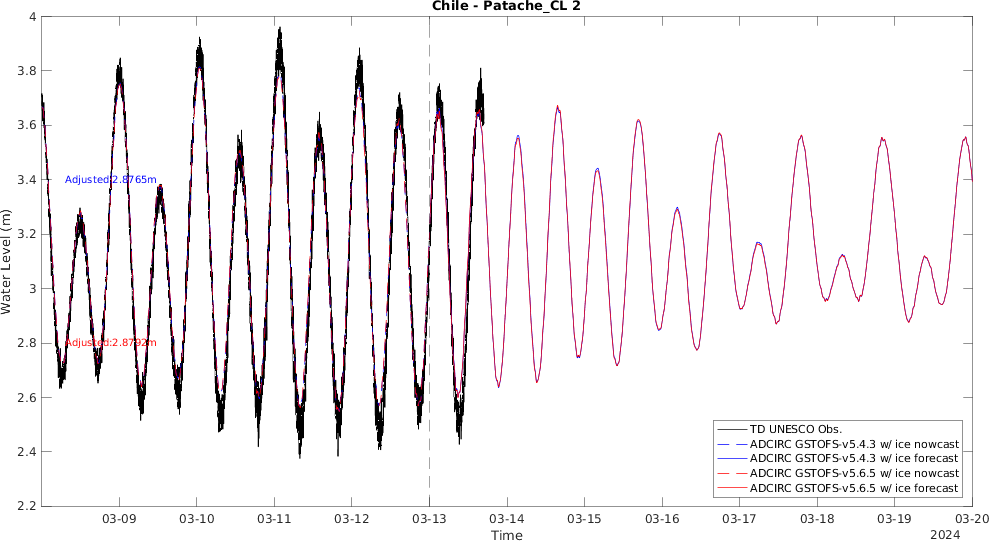 Chile - Patache_CL 2
Water Level (m)
4
3.8
3.6
3.4
3.2
3
2.8
2.6
2.4
2.2
Adjusted:2.8765m
Adjusted:2.8792m
TD UNESCO Obs.
ADCIRC GSTOFS-v5.4.3 w/ ice nowcast
ADCIRC GSTOFS-v5.4.3 w/ ice forecast
ADCIRC GSTOFS-v5.6.5 w/ ice nowcast
ADCIRC GSTOFS-v5.6.5 w/ ice forecast
03-09 03-10 03-11 03-12 03-13 03-14 03-15 03-16 03-17 03-18 03-19 03-20
Time
2024